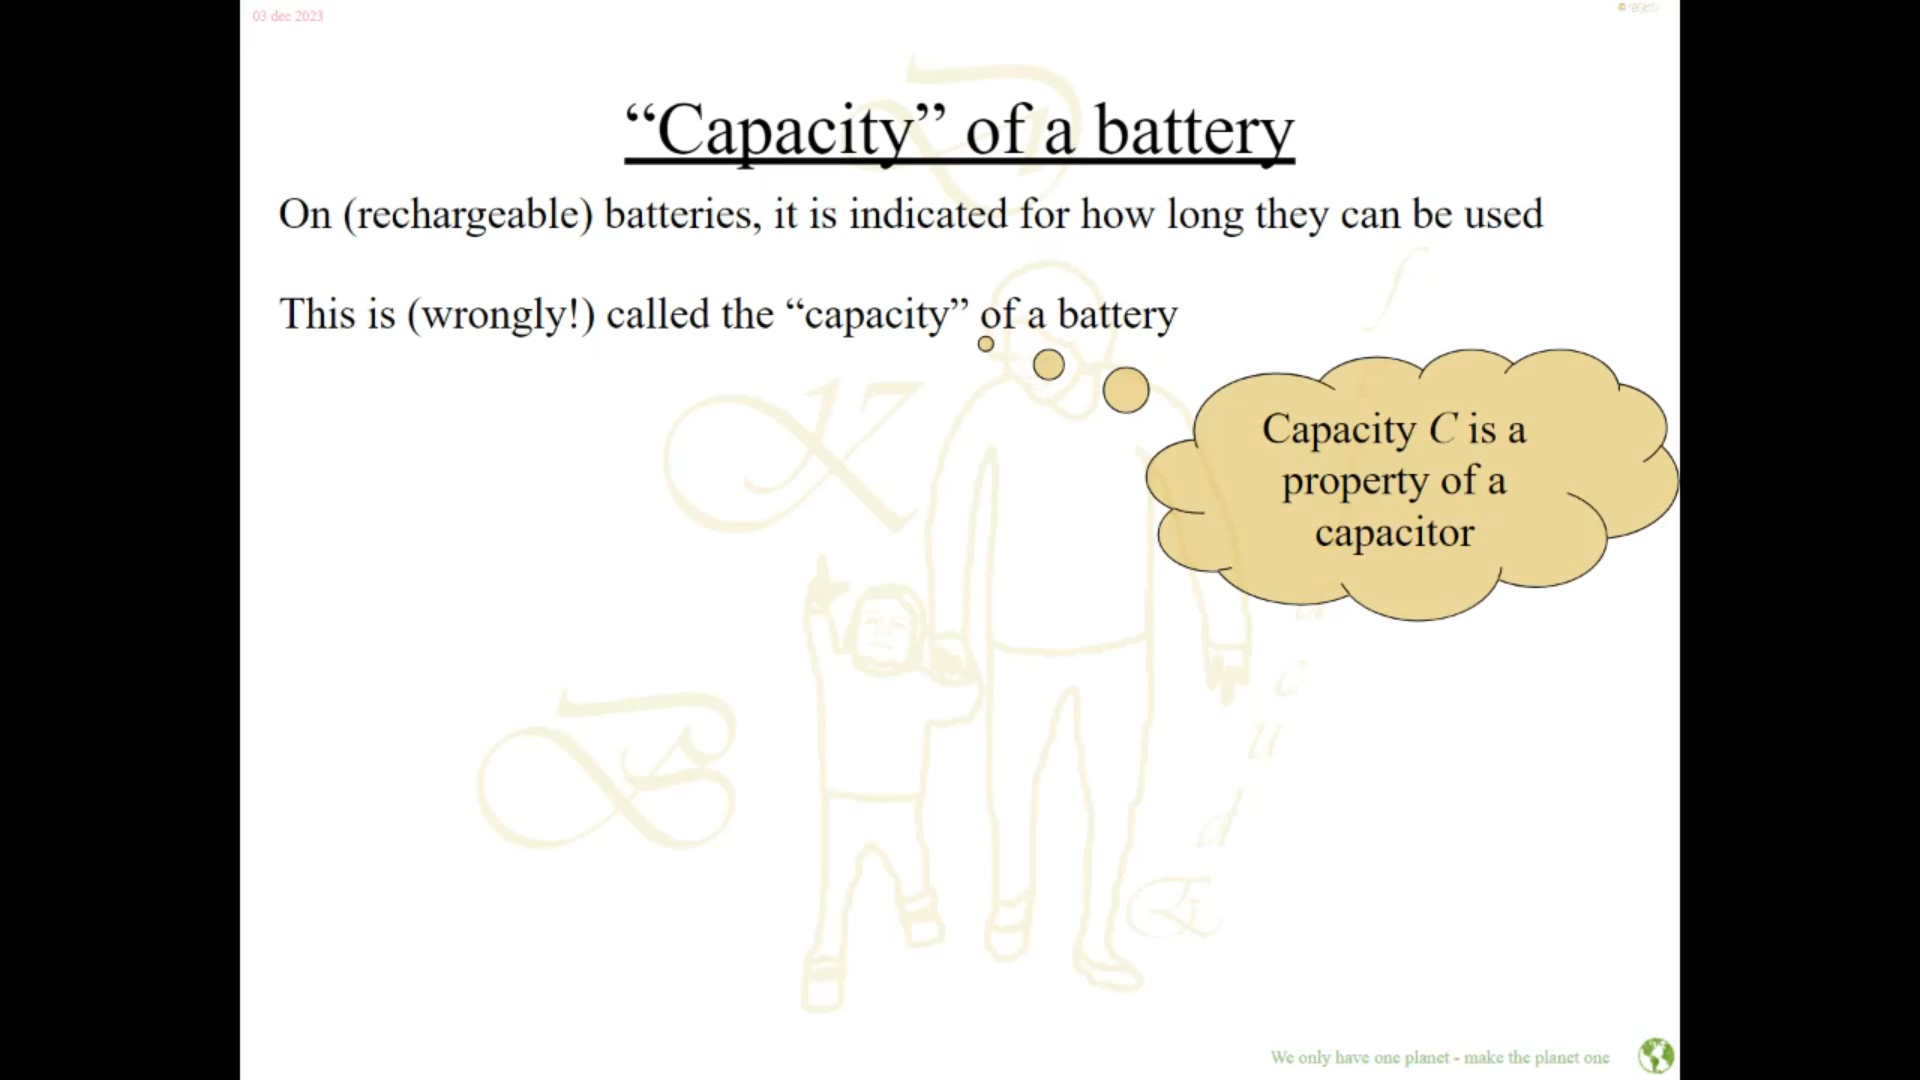 03 dec 2023
“Capacity” of a battery
On (rechargeable) batteries, it is indicated for how long they can be used
This is (wrongly!) called the “capacity” of a battery
Capacity C is a
property of a
capacitor
We only have one planet - make the planet one